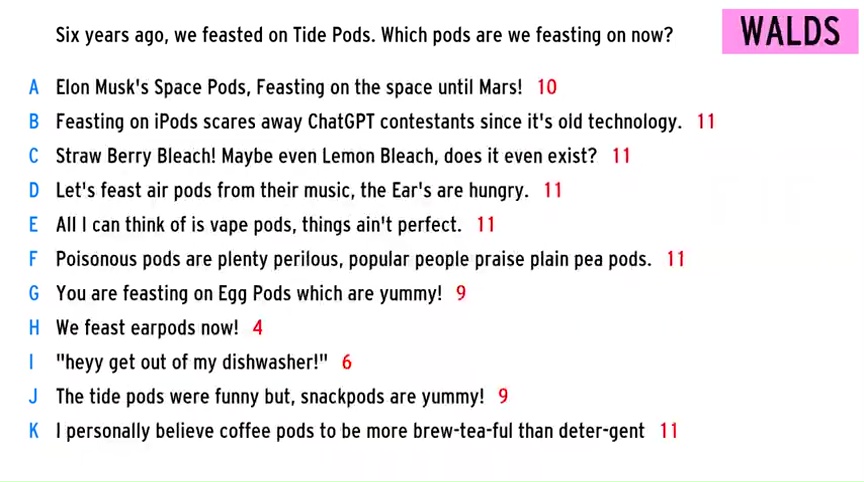 Six years ago, we feasted on Tide Pods. Which pods are we feasting on now?
WALDS
A Elon Musk's Space Pods, Feasting on the space until Mars! 10
B Feasting on iPods scares away ChatGPT contestants since it's old technology. 11
C Straw Berry Bleach! Maybe even Lemon Bleach, does it even exist? 11
D Let's feast air pods from their music, the Ear's are hungry. 11
E All I can think of is vape pods, things ain't perfect. 11
F Poisonous pods are plenty perilous, popular people praise plain pea pods. 11
G You are feasting on Egg Pods which are yummy! 9
H We feast earpods now! 4
I "heyy get out of my dishwasher!" 6
J The tide pods were funny but, snackpods are yummy! 9
K I personally believe coffee pods to be more brew-tea-ful than deter-gent 11